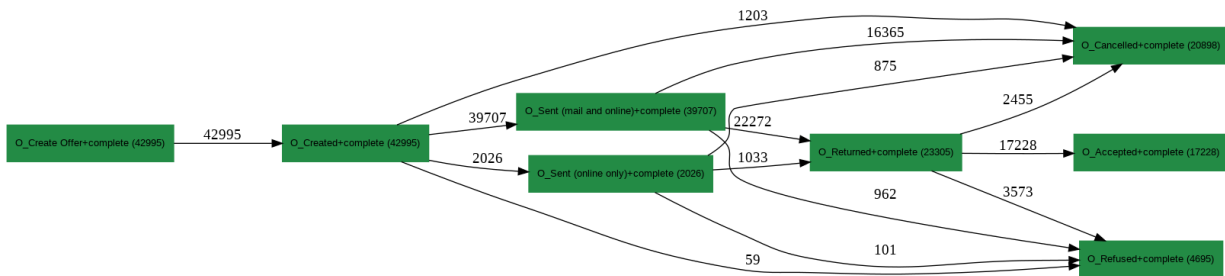 1203
16365
O_Cancelled+complete (20898)
875
2455
39707
O_Sent (mail and online)+complete (39707)
22272
42995
O_Create Offer+complete (42995)
O_Created+complete (42995)
2026
O_Sent (online only)+complete (2026)
1033
O_Returned+complete (23305)
17228
O_Accepted+complete (17228)
962
3573
59
101
O_Refused+complete (4695)